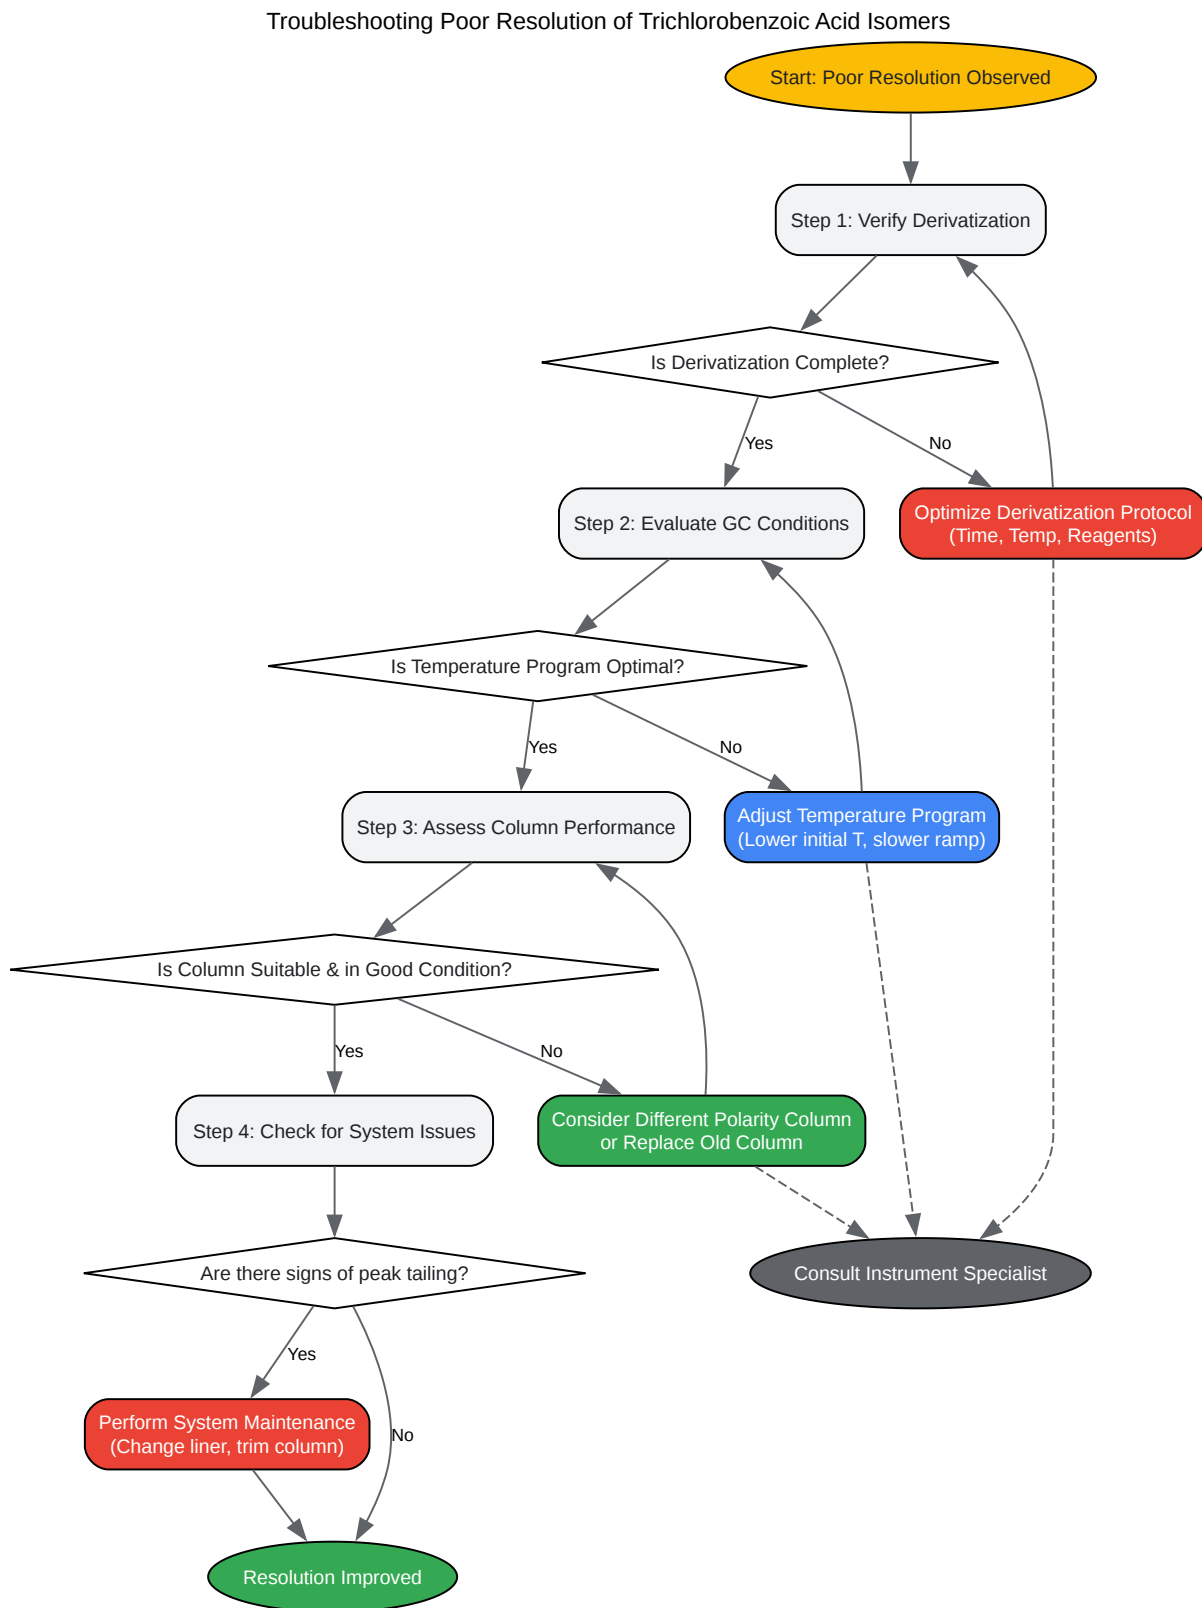 Troubleshooting Poor Resolution of Trichlorobenzoic Acid Isomers
Start: Poor Resolution Observed
Step 1: Verify Derivatization
Is Derivatization Complete?
Yes
No
Step 2: Evaluate GC Conditions
Optimize Derivatization Protocol
(Time, Temp, Reagents)
Is Temperature Program Optimal?
Yes
No
Step 3: Assess Column Performance
Adjust Temperature Program
(Lower initial T, slower ramp)
Is Column Suitable & in Good Condition?
Yes
No
Step 4: Check for System Issues
Consider Different Polarity Column
or Replace Old Column
Are there signs of peak tailing?
Consult Instrument Specialist
Yes
No
Perform System Maintenance
(Change liner, trim column)
Resolution Improved